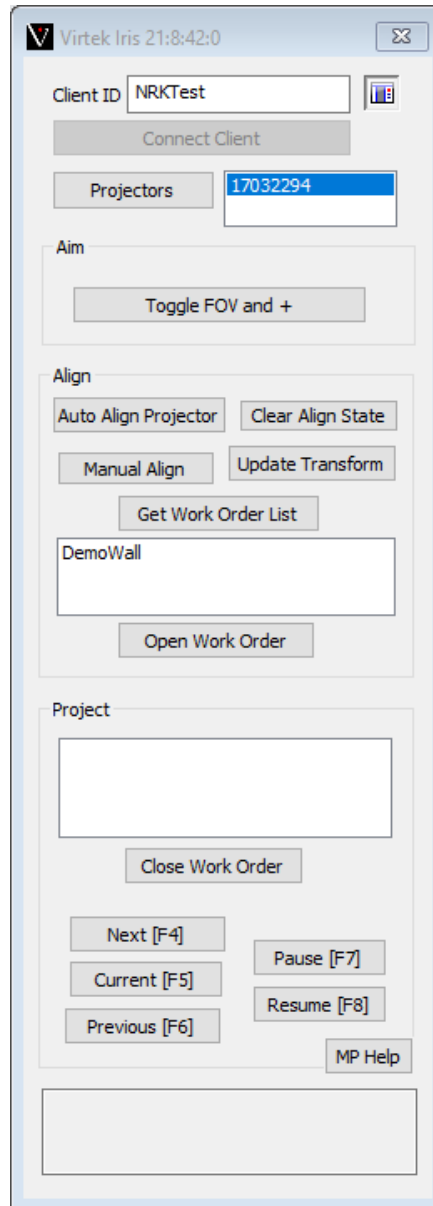 Virtek Iris 21:8:42:0
Client ID NRKTest
Connect Client
Projectors 17032294
Aim
Toggle FOV and +
Align
Auto Align Projector Clear Align State
Manual Align Update Transform
Get Work Order List
DemoWall
Open Work Order
Project
Close Work Order
Next [F4]
Pause [F7]
Current [F5]
Resume [F8]
Previous [F6]
MP Help